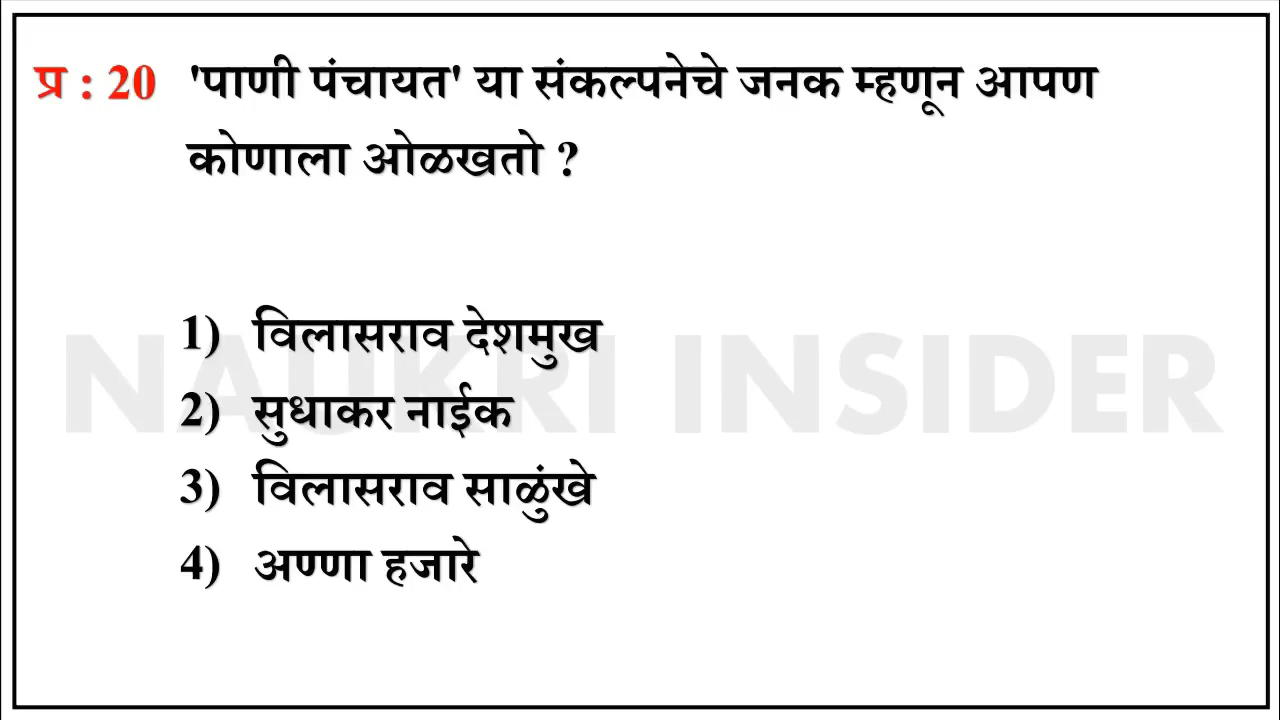 प्र : 20 'पाणी पंचायत' या संकल्पनेचे जनक म्हणून आपण
कोणाला ओळखतो ?
1) विलासराव देशमुख
NAUKRI INSIDER
2) सुधाकर नाईक
3) विलासराव साळुंखे
4) अण्णा हजारे